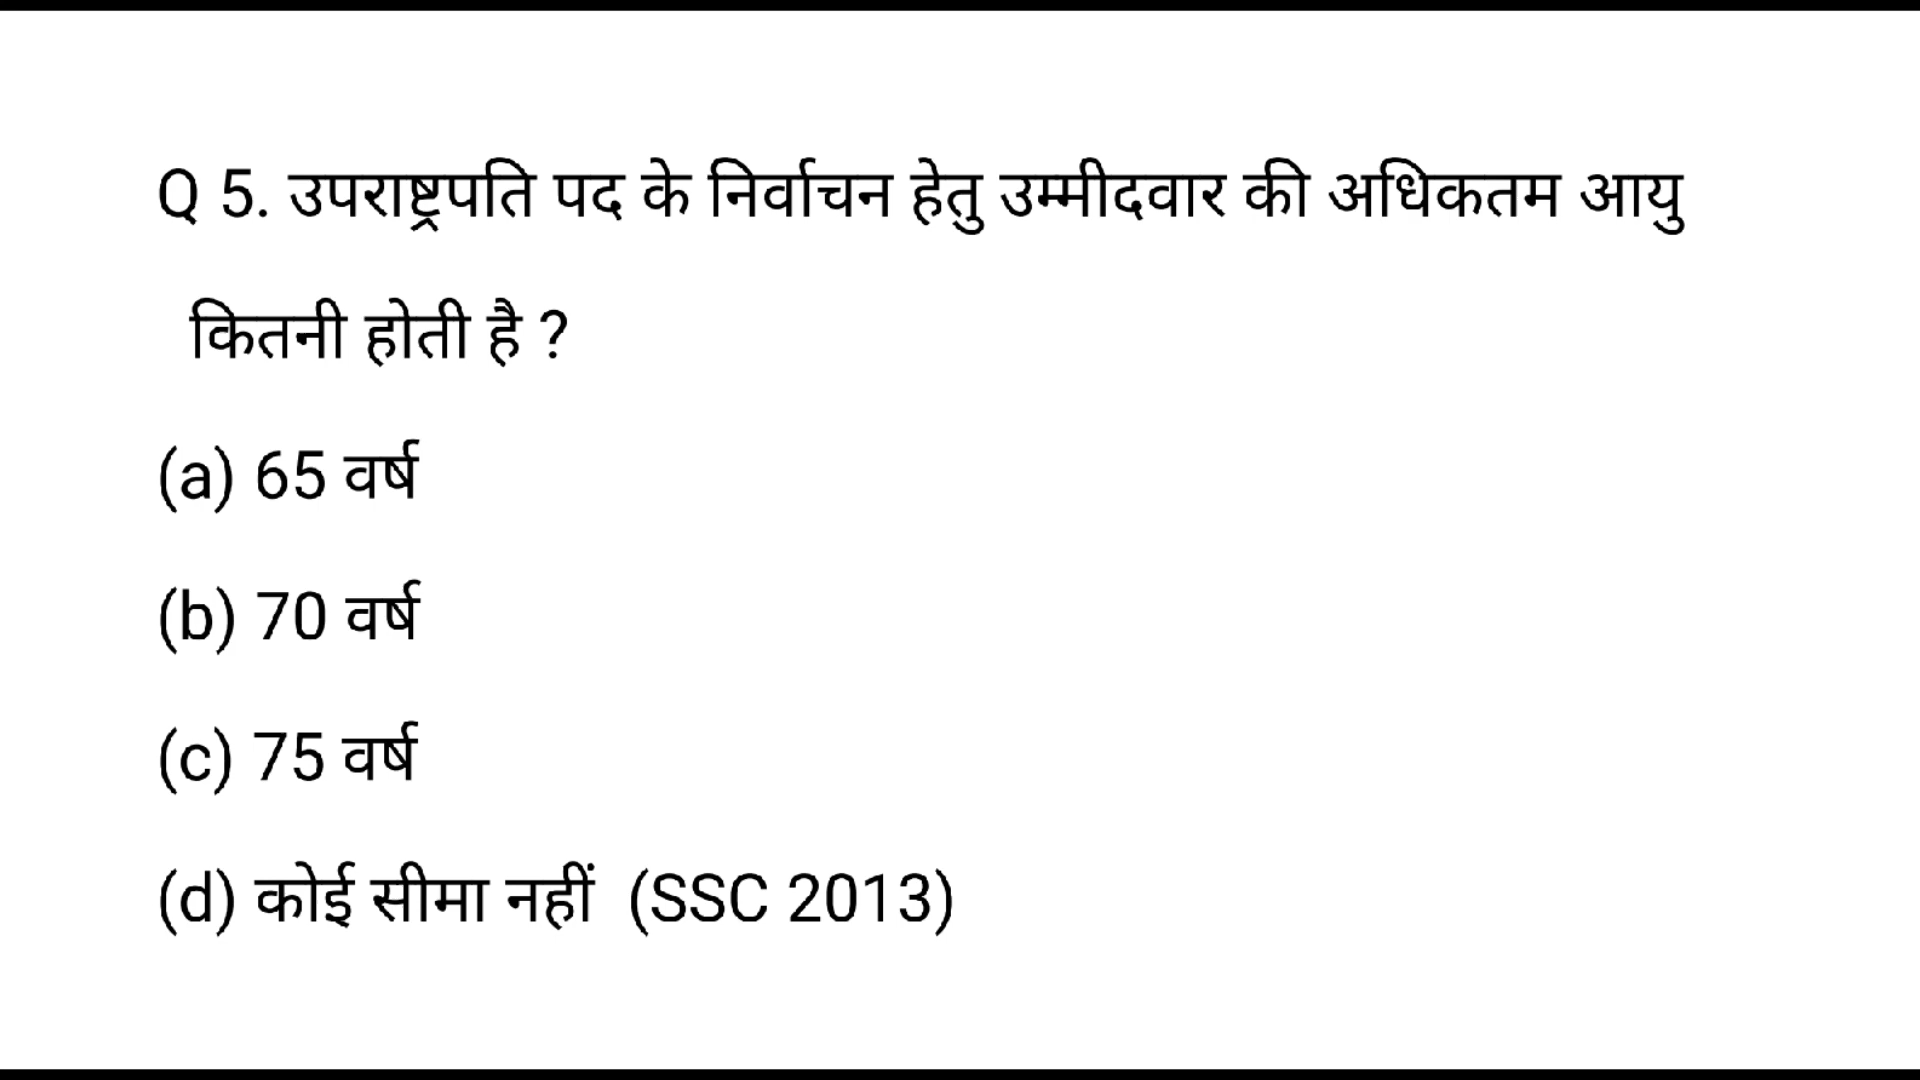 Q 5. उपराष्ट्रपति पद के निर्वाचन हेतु उम्मीदवार की अधिकतम आयु
कितनी होती है ?
(a) 65 वर्ष
(b) 70 वर्ष
(c) 75 वर्ष
(d) कोई सीमा नहीं (SSC 2013)